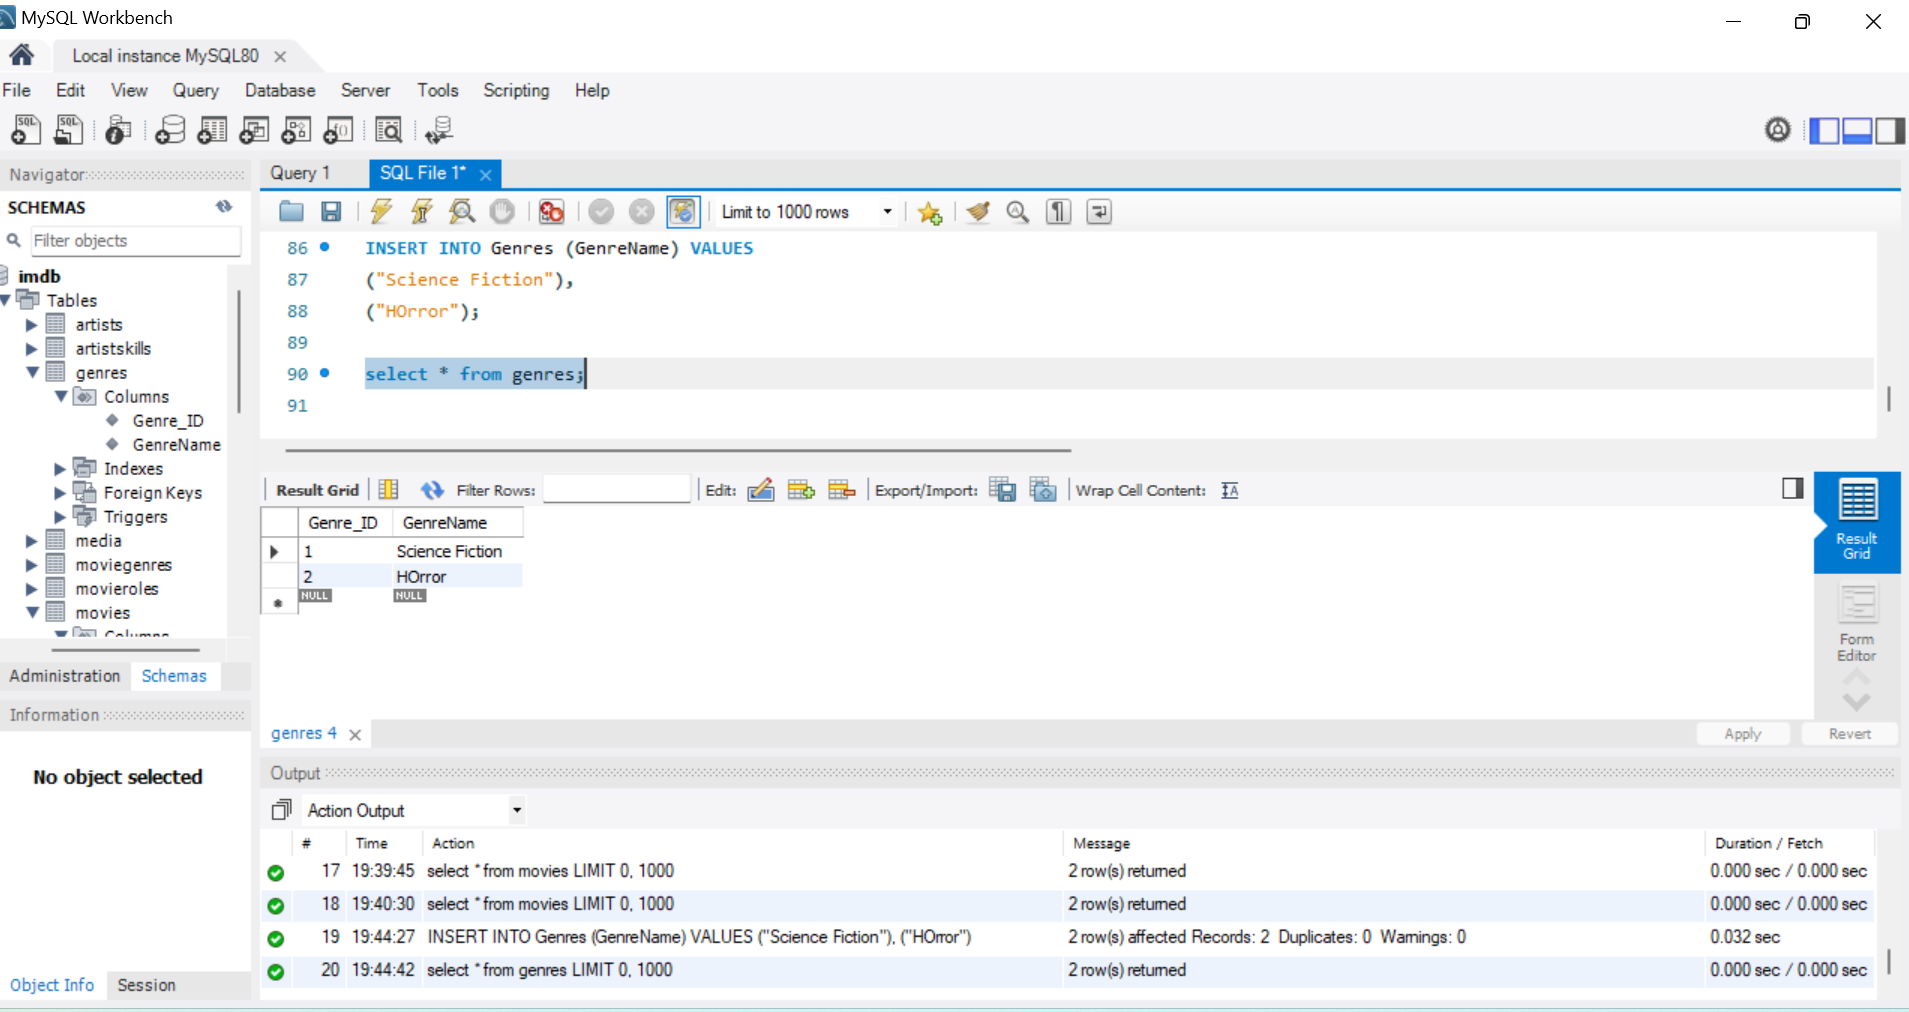 MySQL Workbench
Local instance MySQL80
File Edit View Query Database Server Tools Scripting Help
Navigator
SCHEMAS
Filter objects
imdb
Tables
artists
artistskills
genres
Columns
Genre_ID
GenreName
Indexes
Foreign Keys
Triggers
media
moviegenres
movieroles
movies
Columns
Administration Schemas
Information
No object selected
Object Info Session
Query 1 SQL File 1*
Limit to 1000 rows
86 INSERT INTO Genres (GenreName) VALUES
87 ("Science Fiction"),
88 ("HOrror");
89
90 select * from genres;
91
Result Grid Filter Rows: Edit: Export/Import: Wrap Cell Content:
Genre_ID GenreName
1 Science Fiction
2 HOrror
NULL NULL
Result
Grid
Form
Editor
genres 4
Apply Revert
Output
Action Output
# Time Action Message Duration / Fetch
17 19:39:45 select * from movies LIMIT 0, 1000 2 row(s) returned 0.000 sec / 0.000 sec
18 19:40:30 select * from movies LIMIT 0, 1000 2 row(s) returned 0.000 sec / 0.000 sec
19 19:44:27 INSERT INTO Genres (GenreName) VALUES ("Science Fiction"), ("HOrror") 2 row(s) affected Records: 2 Duplicates: 0 Warnings: 0 0.032 sec
20 19:44:42 select * from genres LIMIT 0, 1000 2 row(s) returned 0.000 sec / 0.000 sec